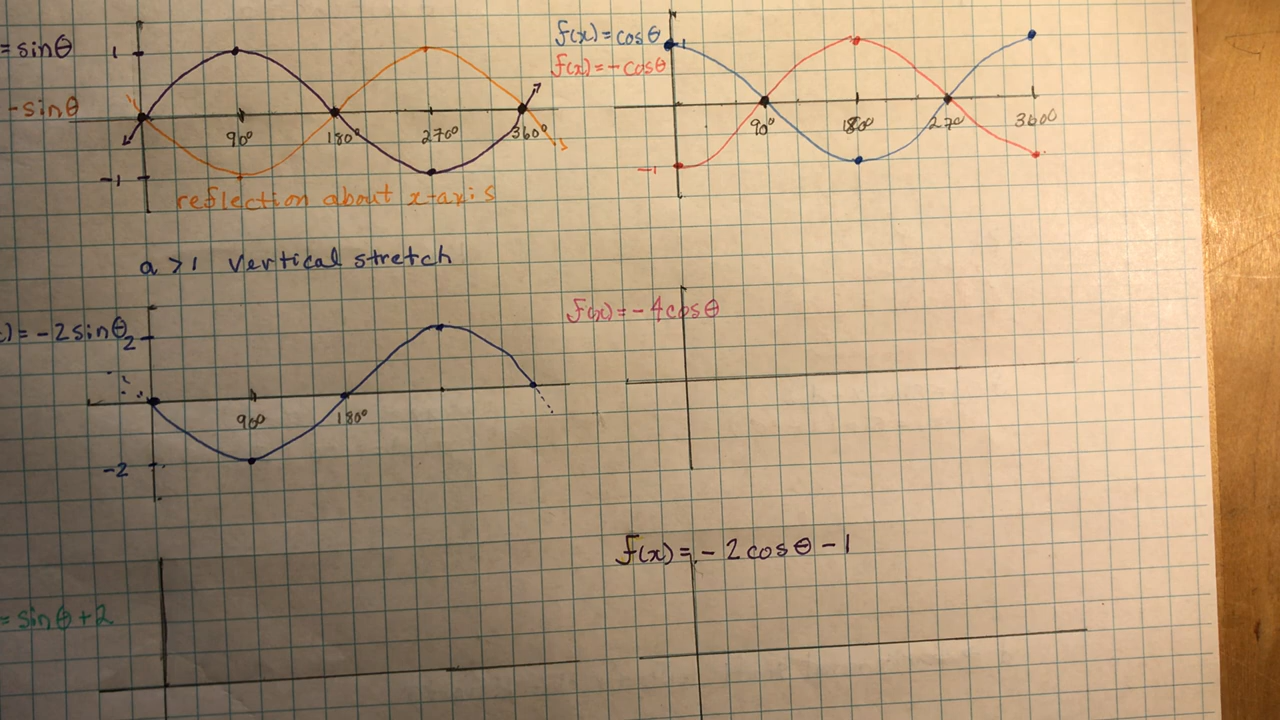 = sinθ
-sinθ
1
-1
90°
180°
270°
360°
reflection about x-axis
f(x) = cosθ
f(x) = -cosθ
1
-1
90°
180°
270
360°
a > 1 vertical stretch
) = -2sinθ
2
-2
90°
180°
f(x) = -4cosθ
= sinθ + 2
f(x) = -2cosθ - 1